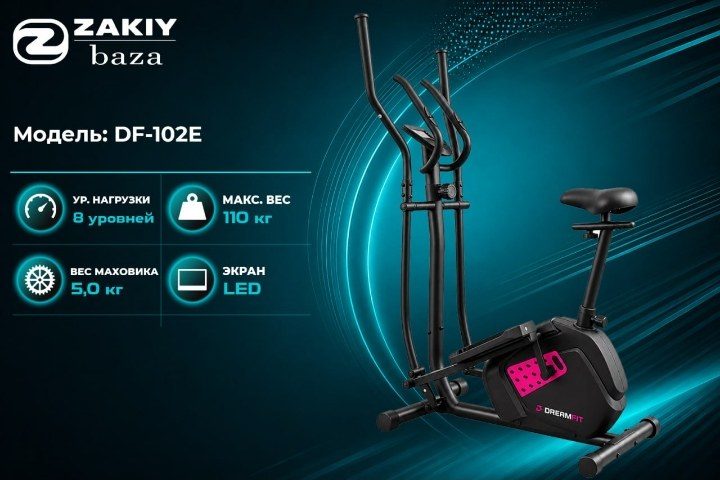 ZAKIY
baza
Модель: DF-102E
УР. НАГРУЗКИ
8 уровней
МАКС. ВЕС
110 кг
ВЕС МАХОВИКА
5,0 кг
ЭКРАН
LED
DREAMFIT